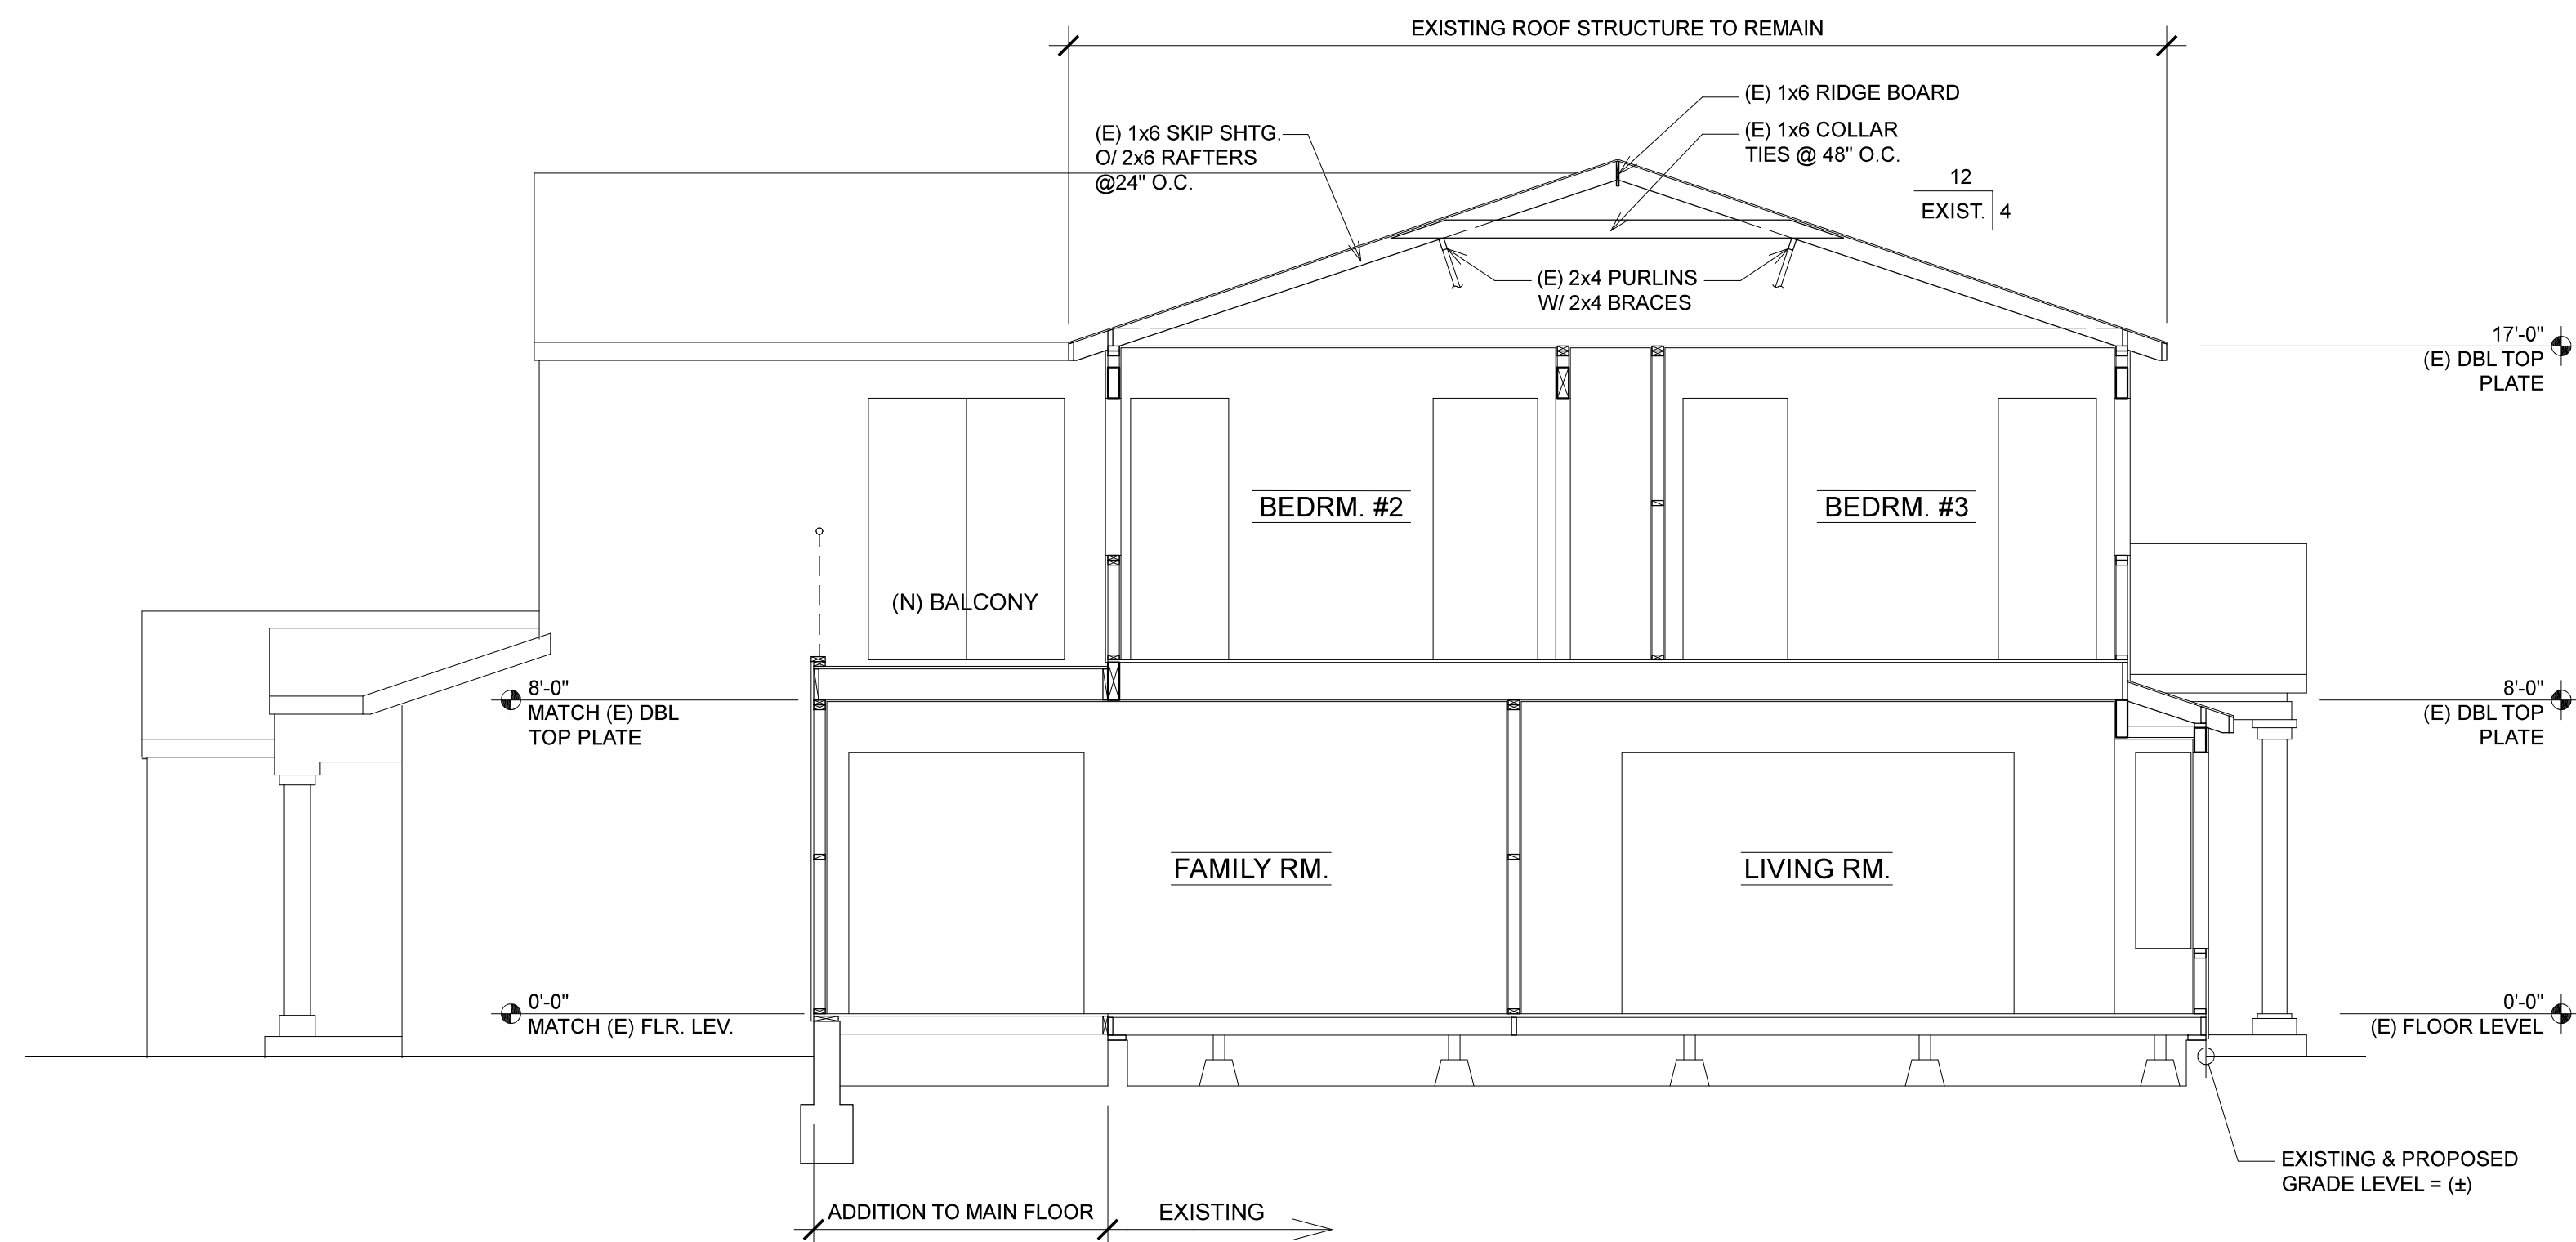 EXISTING ROOF STRUCTURE TO REMAIN
(E) 1x6 RIDGE BOARD
(E) 1x6 SKIP SHTG.
O/ 2x6 RAFTERS
@24" O.C.
(E) 1x6 COLLAR
TIES @ 48" O.C.
12
EXIST. 4
(E) 2x4 PURLINS
W/ 2x4 BRACES
17'-0"
(E) DBL TOP
PLATE
BEDRM. #2
BEDRM. #3
(N) BALCONY
8'-0"
MATCH (E) DBL
TOP PLATE
8'-0"
(E) DBL TOP
PLATE
FAMILY RM.
LIVING RM.
0'-0"
MATCH (E) FLR. LEV.
0'-0"
(E) FLOOR LEVEL
EXISTING & PROPOSED
GRADE LEVEL = (±)
ADDITION TO MAIN FLOOR
EXISTING